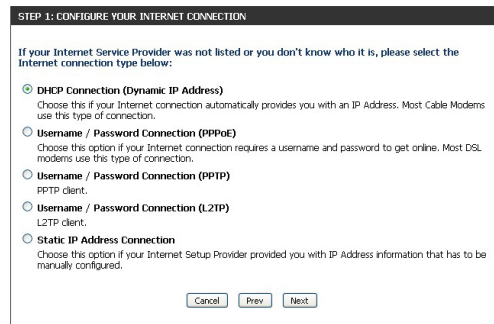 STEP 1: CONFIGURE YOUR INTERNET CONNECTION
If your Internet Service Provider was not listed or you don't know who it is, please select the
Internet connection type below:
DHCP Connection (Dynamic IP Address)
Choose this if your Internet connection automatically provides you with an IP Address. Most Cable Modems
use this type of connection.
Username / Password Connection (PPPoE)
Choose this option if your Internet connection requires a username and password to get online. Most DSL
modems use this type of connection.
Username / Password Connection (PPTP)
PPTP client.
Username / Password Connection (L2TP)
L2TP client.
Static IP Address Connection
Choose this option if your Internet Setup Provider provided you with IP Address information that has to be
manually configured.
Cancel Prev Next